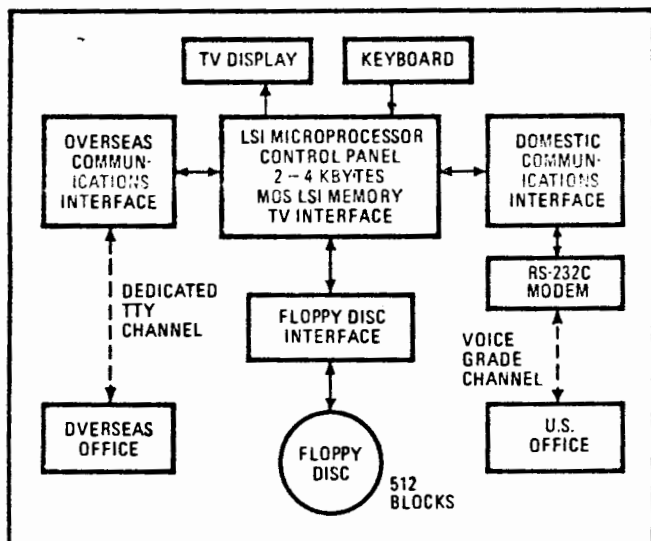 TV DISPLAY
KEYBOARD
OVERSEAS
COMMUN-
ICATIONS
INTERFACE
LSI MICROPROCESSOR
CONTROL PANEL
2 – 4 KBYTES
MOS LSI MEMORY
TV INTERFACE
DOMESTIC
COMMUN-
ICATIONS
INTERFACE
DEDICATED
TTY
CHANNEL
FLOPPY DISC
INTERFACE
RS-232C
MODEM
VOICE
GRADE
CHANNEL
OVERSEAS
OFFICE
FLOPPY
DISC
512
BLOCKS
U.S.
OFFICE